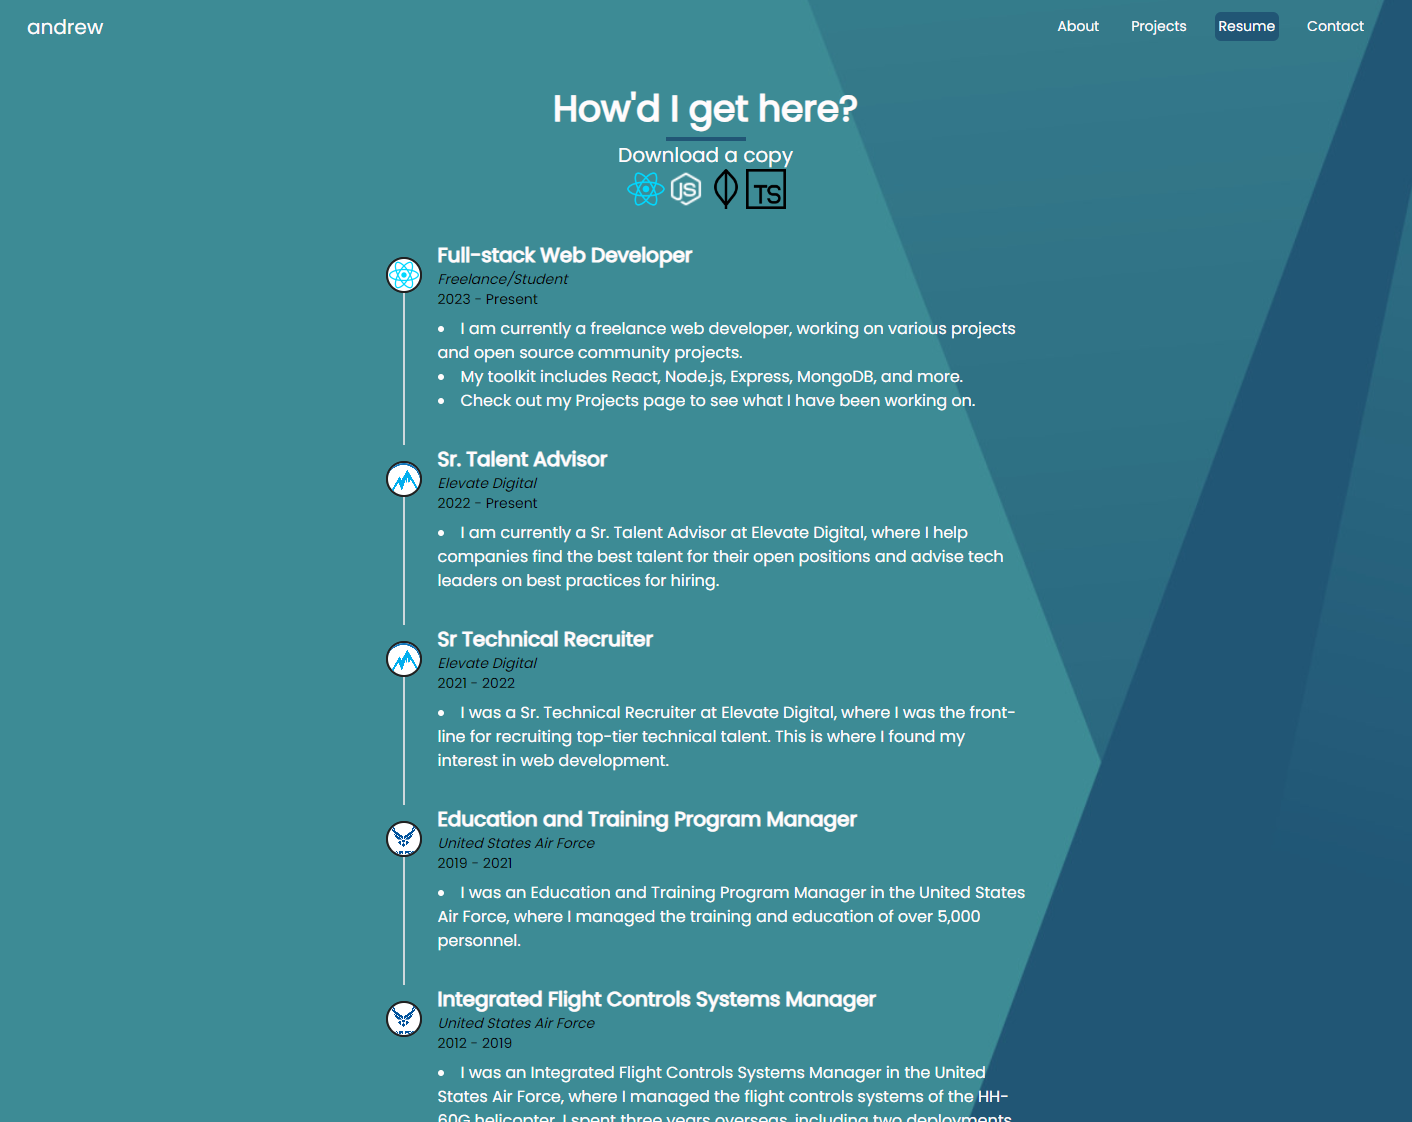 andrew
About Projects Resume Contact
How'd I get here?
Download a copy
JS TS
Full-stack Web Developer
Freelance/Student
2023 - Present
• I am currently a freelance web developer, working on various projects
and open source community projects.
• My toolkit includes React, Node.js, Express, MongoDB, and more.
• Check out my Projects page to see what I have been working on.
Sr. Talent Advisor
Elevate Digital
2022 - Present
• I am currently a Sr. Talent Advisor at Elevate Digital, where I help
companies find the best talent for their open positions and advise tech
leaders on best practices for hiring.
Sr Technical Recruiter
Elevate Digital
2021 - 2022
• I was a Sr. Technical Recruiter at Elevate Digital, where I was the front-
line for recruiting top-tier technical talent. This is where I found my
interest in web development.
Education and Training Program Manager
United States Air Force
2019 - 2021
• I was an Education and Training Program Manager in the United States
Air Force, where I managed the training and education of over 5,000
personnel.
Integrated Flight Controls Systems Manager
United States Air Force
2012 - 2019
• I was an Integrated Flight Controls Systems Manager in the United
States Air Force, where I managed the flight controls systems of the HH-
60G helicopter. I spent three years overseas, including two deployments